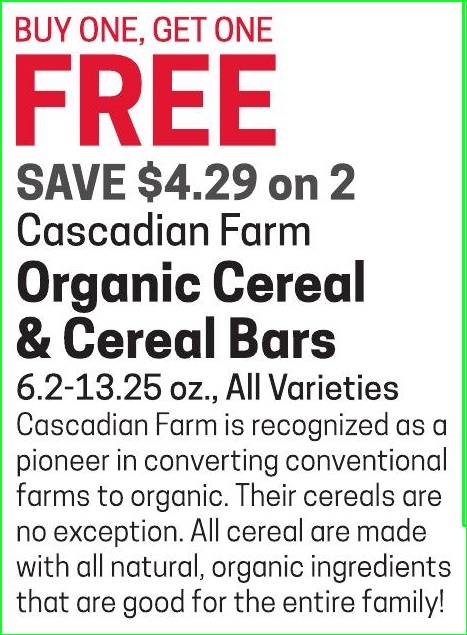 BUY ONE, GET ONE
FREE
SAVE $4.29 on 2
Cascadian Farm
Organic Cereal
& Cereal Bars
6.2-13.25 oz., All Varieties
Cascadian Farm is recognized as a
pioneer in converting conventional
farms to organic. Their cereals are
no exception. All cereal are made
with all natural, organic ingredients
that are good for the entire family!